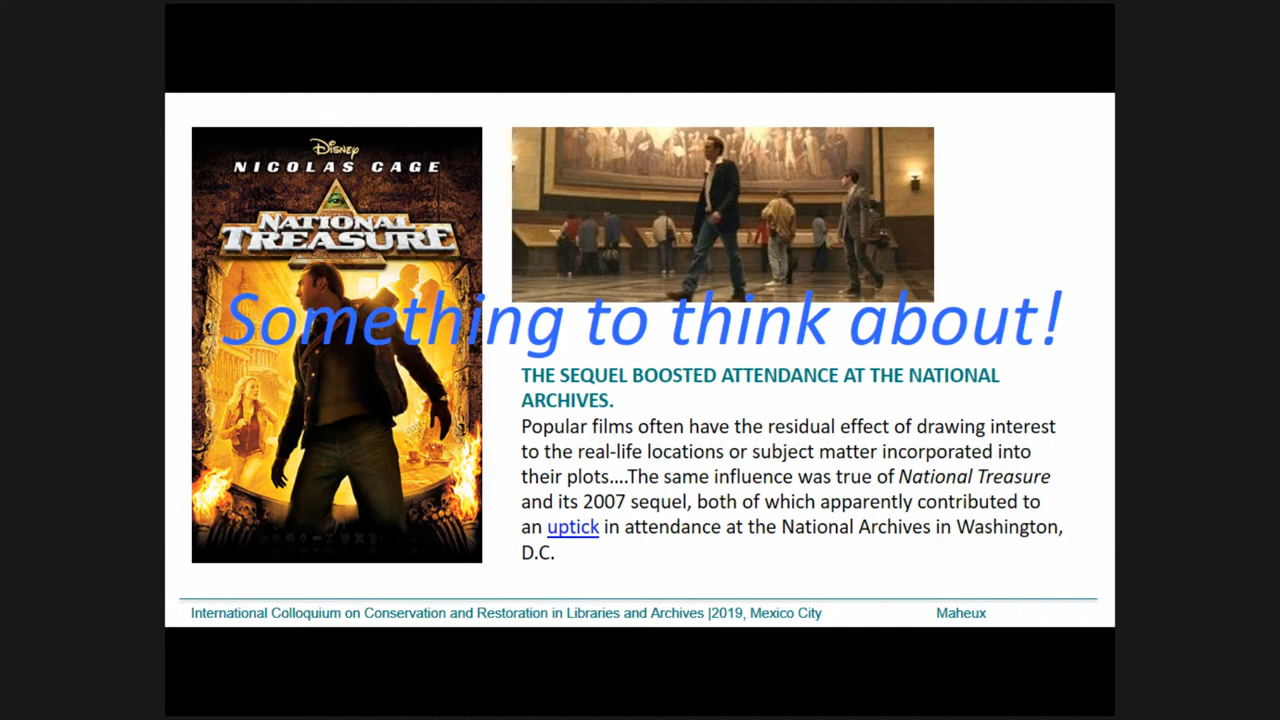 Disney
NICOLAS CAGE
NATIONAL
TREASURE
Something to think about!
THE SEQUEL BOOSTED ATTENDANCE AT THE NATIONAL
ARCHIVES.
Popular films often have the residual effect of drawing interest
to the real-life locations or subject matter incorporated into
their plots....The same influence was true of National Treasure
and its 2007 sequel, both of which apparently contributed to
an uptick in attendance at the National Archives in Washington,
D.C.
International Colloquium on Conservation and Restoration in Libraries and Archives |2019, Mexico City
Maheux